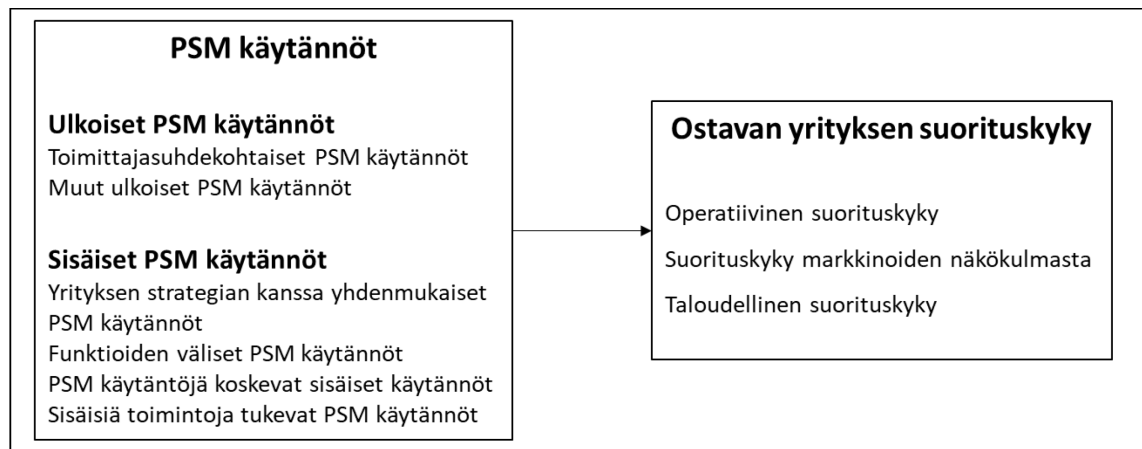 PSM käytännöt
Ulkoiset PSM käytännöt
Toimittajasuhdekohtaiset PSM käytännöt
Muut ulkoiset PSM käytännöt
Sisäiset PSM käytännöt
Yrityksen strategian kanssa yhdenmukaiset
PSM käytännöt
Funktioiden väliset PSM käytännöt
PSM käytäntöjä koskevat sisäiset käytännöt
Sisäisiä toimintoja tukevat PSM käytännöt
Ostavan yrityksen suorituskyky
Operatiivinen suorituskyky
Suorituskyky markkinoiden näkökulmasta
Taloudellinen suorituskyky